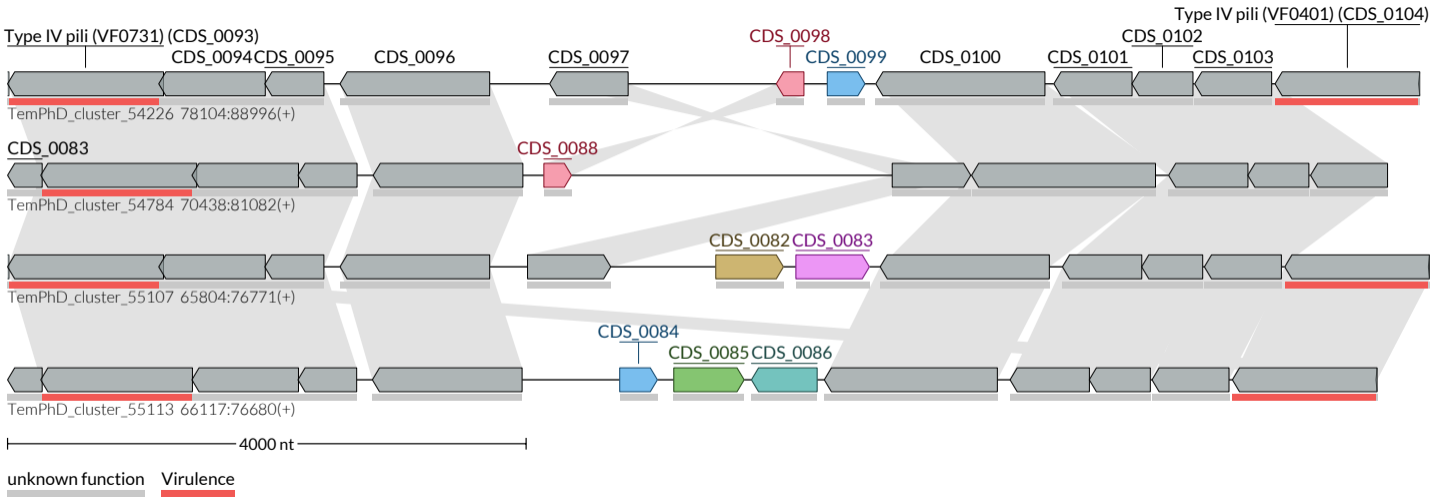 Type IV pili (VF0401) (CDS_0104)
Type IV pili (VF0731) (CDS_0093) CDS_0098 CDS_0102
CDS_0094 CDS_0095 CDS_0096 CDS_0097 CDS_0099 CDS_0100 CDS_0101 CDS_0103
TemPhD_cluster_54226 78104:88996(+)
CDS_0083 CDS_0088
TemPhD_cluster_54784 70438:81082(+)
CDS_0082 CDS_0083
TemPhD_cluster_55107 65804:76771(+)
CDS_0084
CDS_0085 CDS_0086
TemPhD_cluster_55113 66117:76680(+)
4000 nt
unknown function Virulence